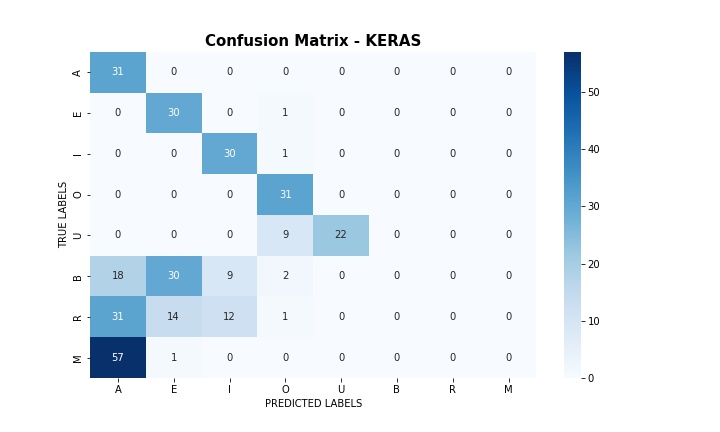 Confusion Matrix - KERAS
TRUE LABELS
A 31 0 0 0 0 0 0 0
E 0 30 0 1 0 0 0 0
I 0 0 30 1 0 0 0 0
O 0 0 0 31 0 0 0 0
U 0 0 0 9 22 0 0 0
B 18 30 9 2 0 0 0 0
R 31 14 12 1 0 0 0 0
M 57 1 0 0 0 0 0 0
A E I O U B R M
PREDICTED LABELS
50
40
30
20
10
0